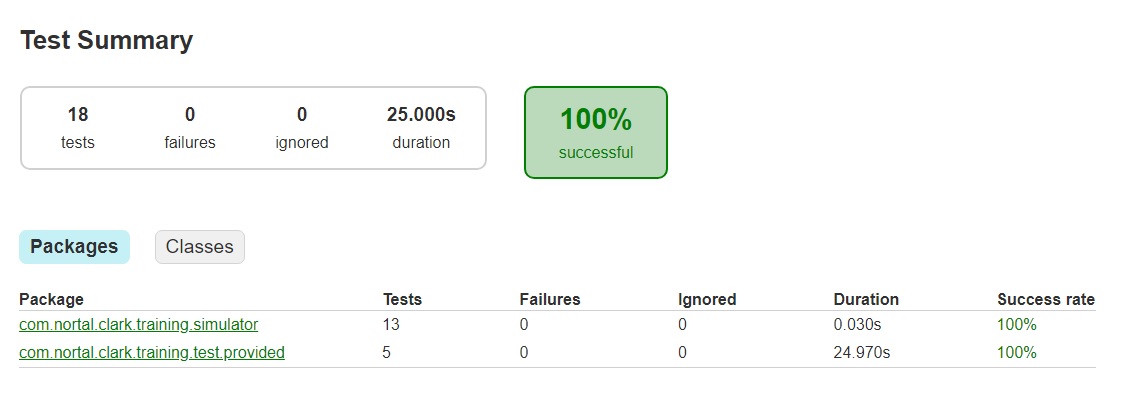 Test Summary
18 0 0 25.000s 100%
tests failures ignored duration successful
Packages Classes
Package Tests Failures Ignored Duration Success rate
com.nortal.clark.training.simulator 13 0 0 0.030s 100%
com.nortal.clark.training.test.provided 5 0 0 24.970s 100%